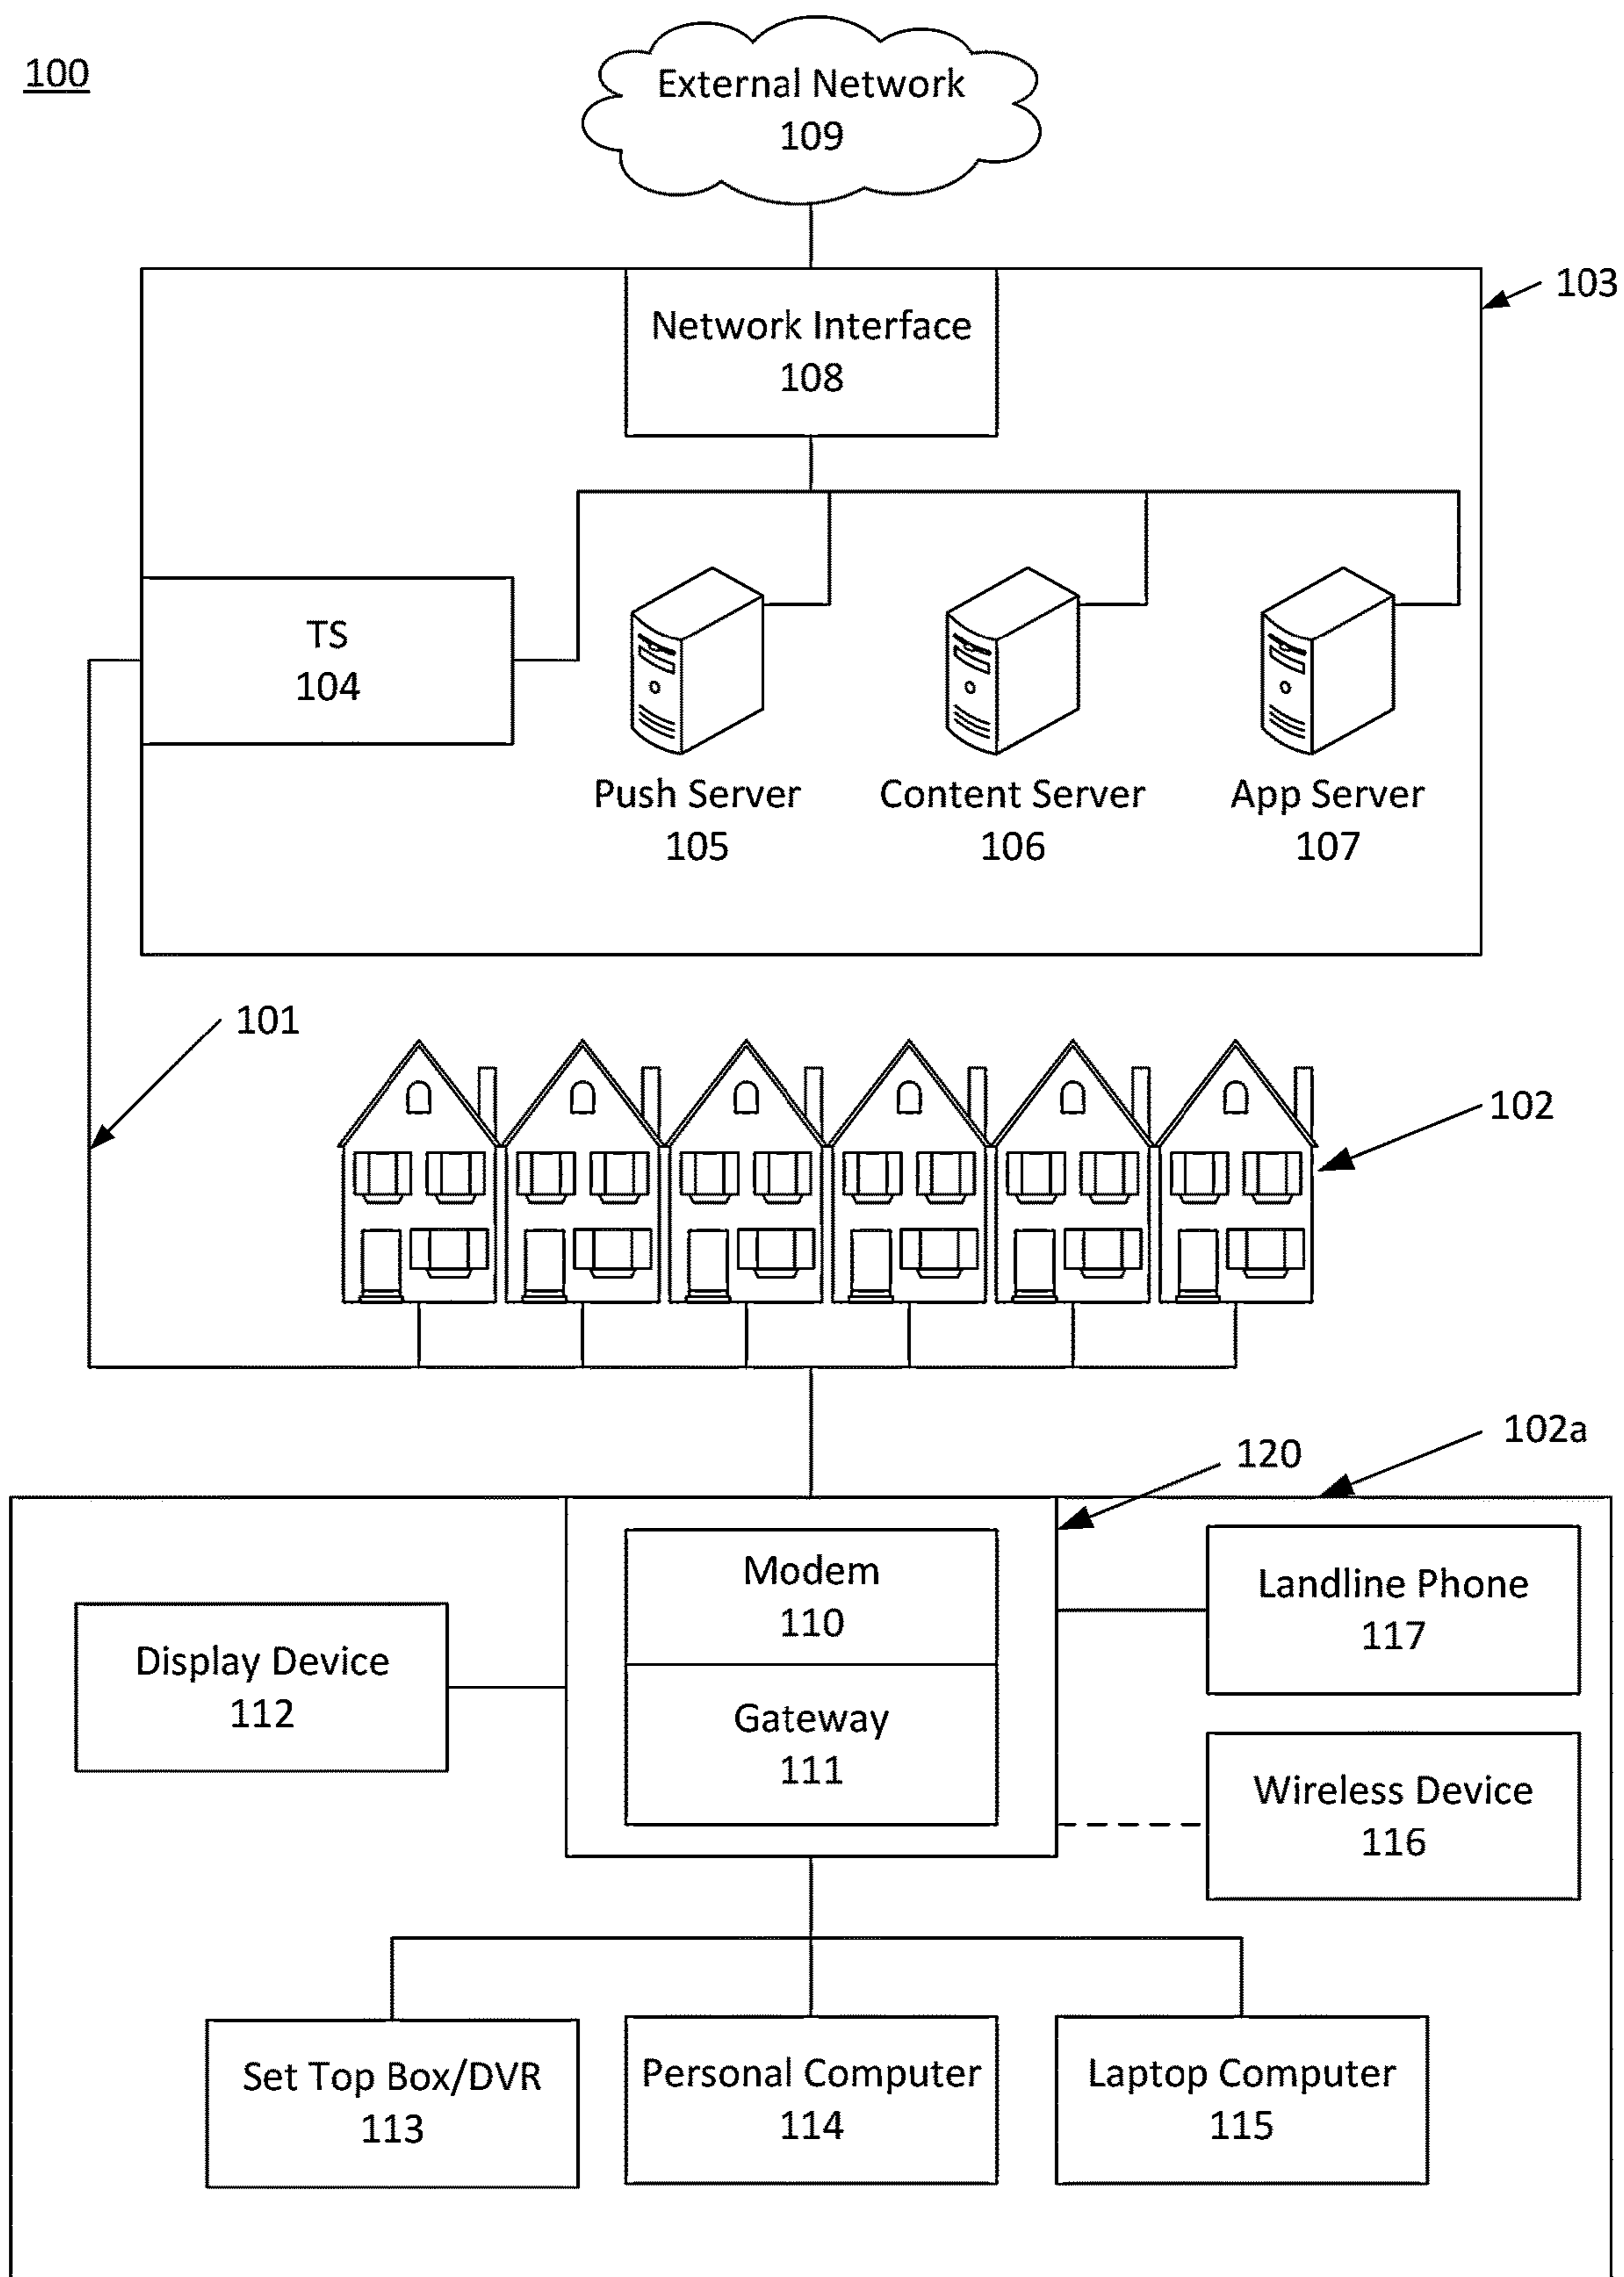 100
External Network
109
103
Network Interface
108
TS
104
Push Server
105
Content Server
106
App Server
107
101
102
102a
120
Modem
110
Landline Phone
117
Display Device
112
Gateway
111
Wireless Device
116
Set Top Box/DVR
113
Personal Computer
114
Laptop Computer
115